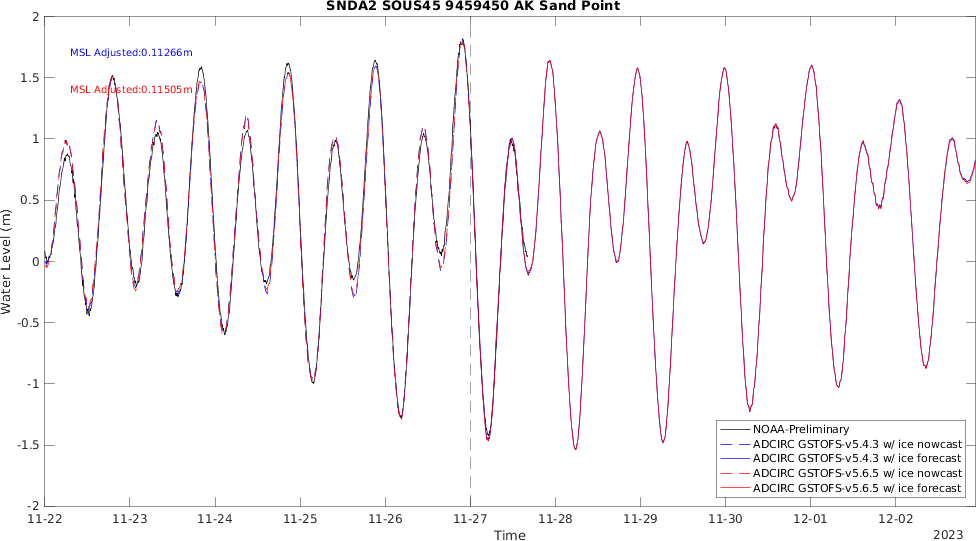 SNDA2 SOUS45 9459450 AK Sand Point
MSL Adjusted:0.11266m
MSL Adjusted:0.11505m
Water Level (m)
2
1.5
1
0.5
0
-0.5
-1
-1.5
-2
NOAA-Preliminary
ADCIRC GSTOFS-v5.4.3 w/ ice nowcast
ADCIRC GSTOFS-v5.4.3 w/ ice forecast
ADCIRC GSTOFS-v5.6.5 w/ ice nowcast
ADCIRC GSTOFS-v5.6.5 w/ ice forecast
11-22 11-23 11-24 11-25 11-26 11-27 11-28 11-29 11-30 12-01 12-02
Time
2023